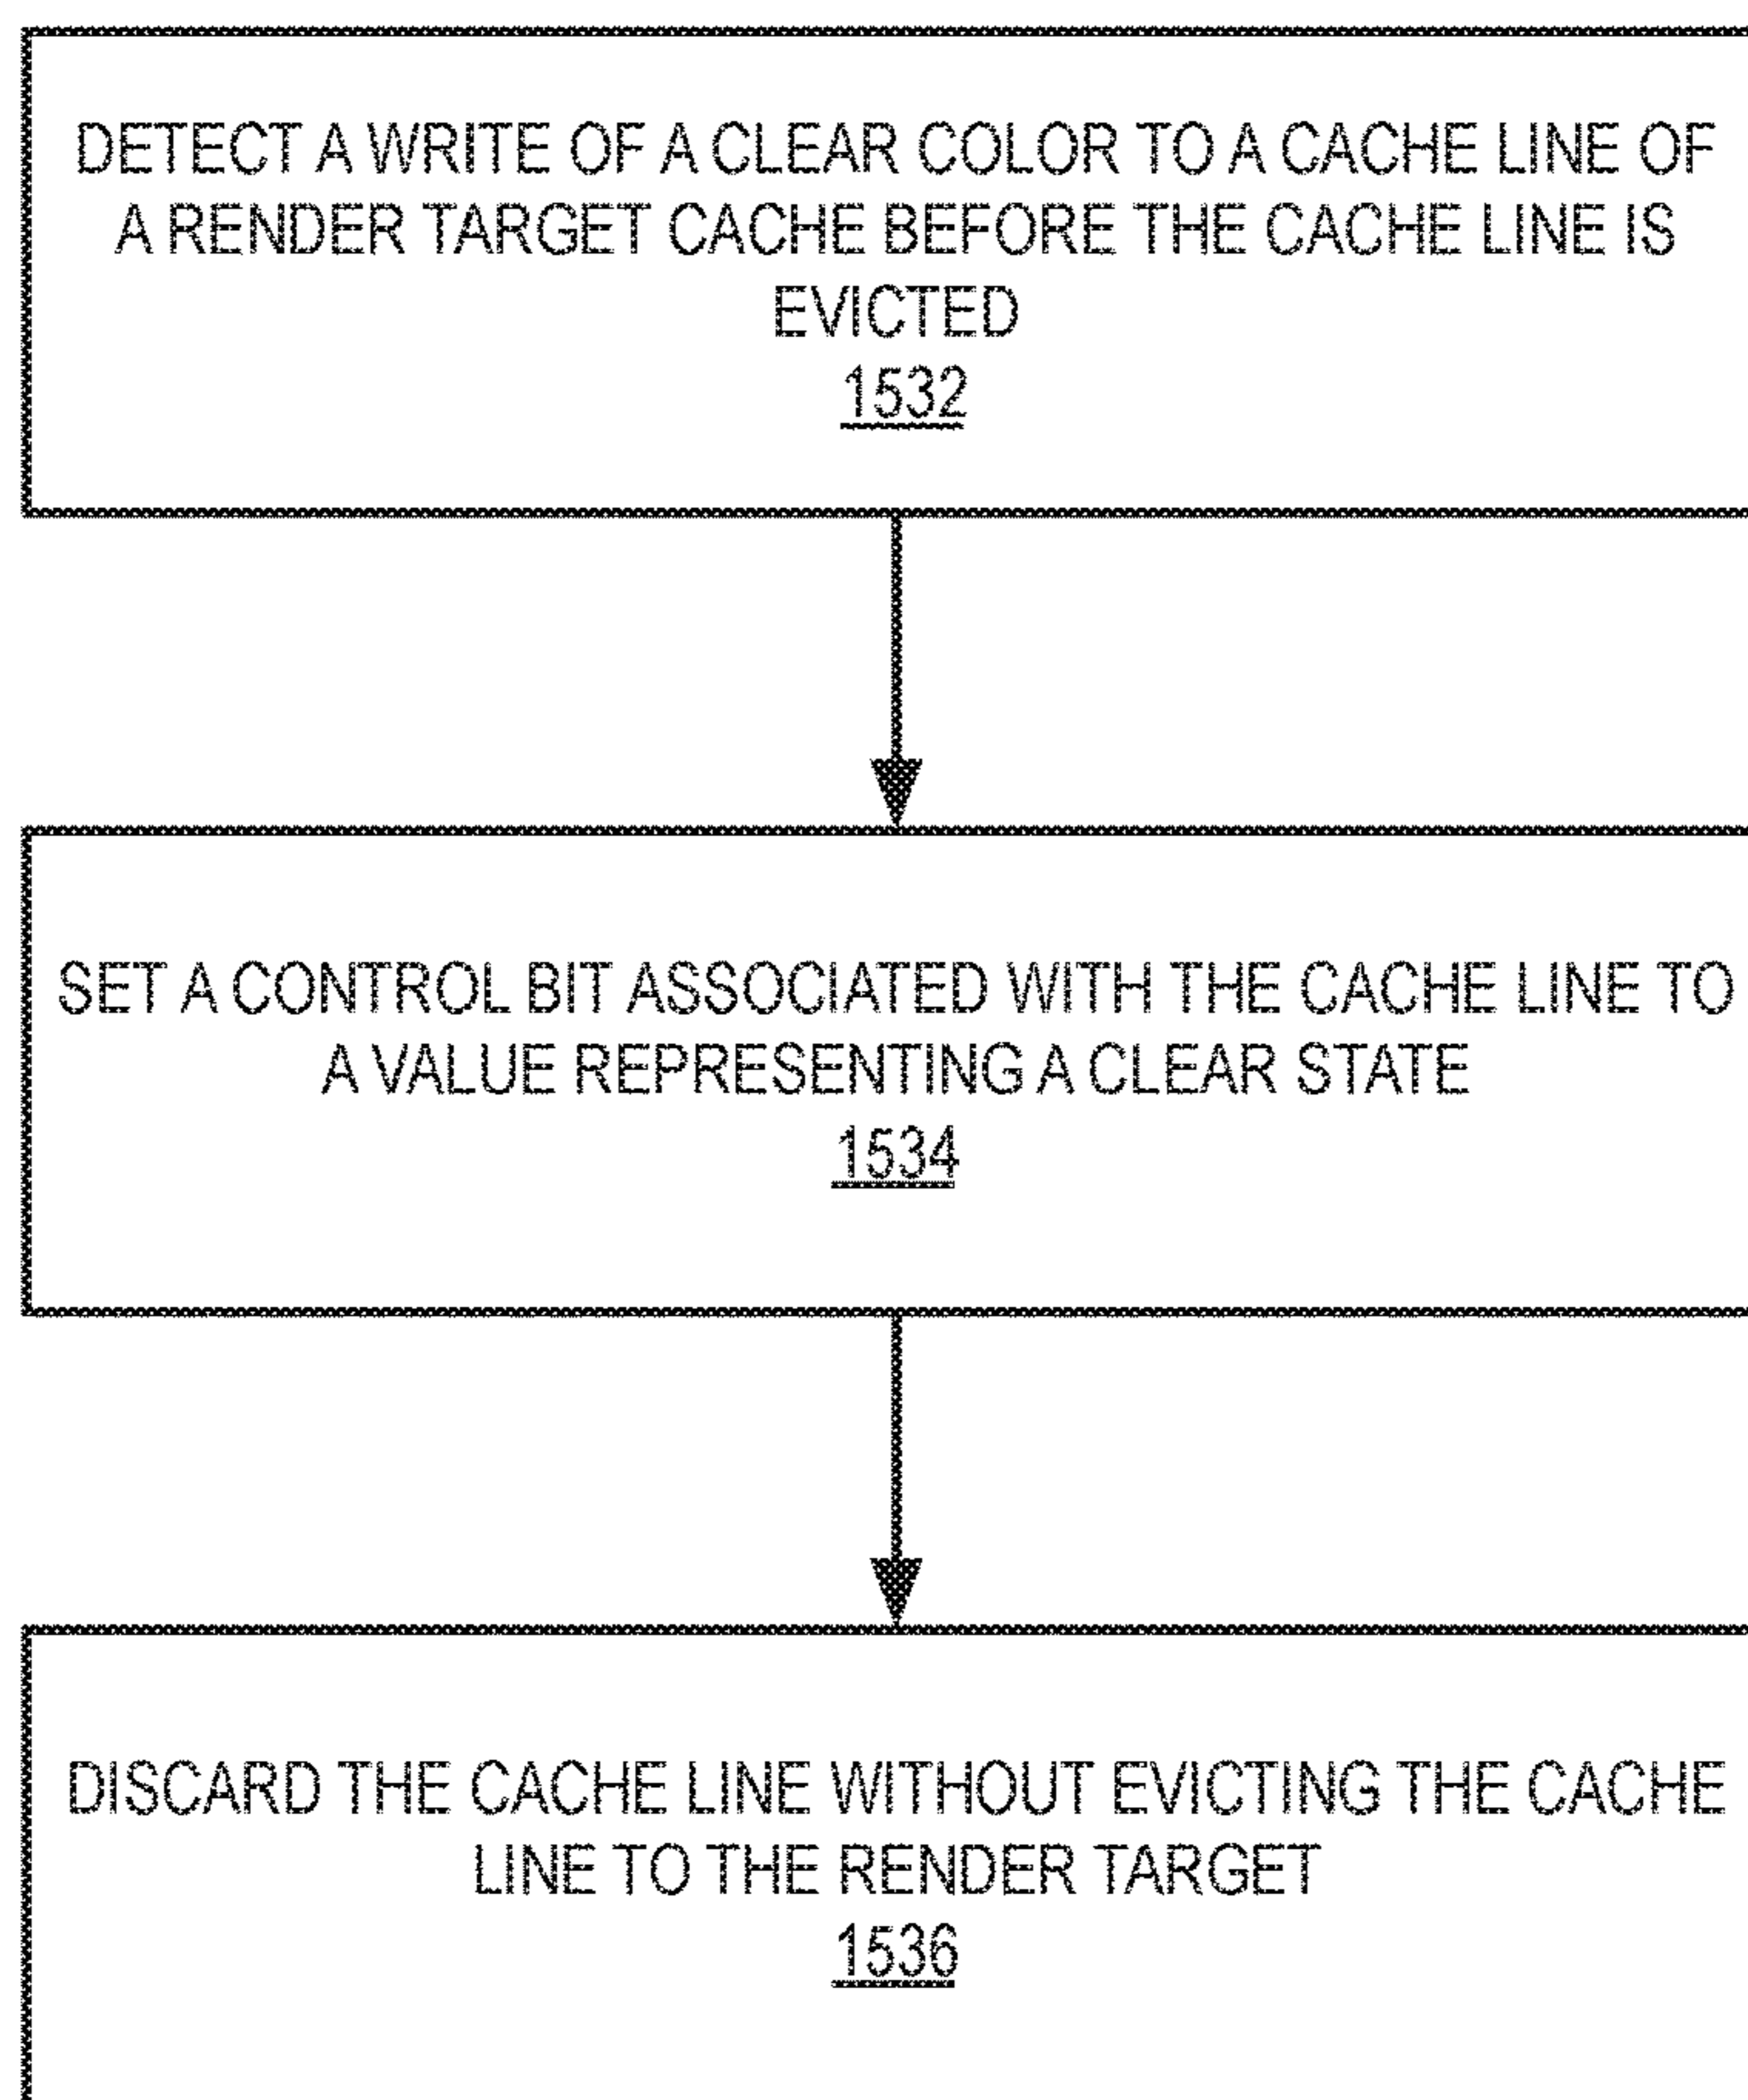 DETECT A WRITE OF A CLEAR COLOR TO A CACHE LINE OF
A RENDER TARGET CACHE BEFORE THE CACHE LINE IS
EVICTED
1532
SET A CONTROL BIT ASSOCIATED WITH THE CACHE LINE TO
A VALUE REPRESENTING A CLEAR STATE
1534
DISCARD THE CACHE LINE WITHOUT EVICTING THE CACHE
LINE TO THE RENDER TARGET
1536